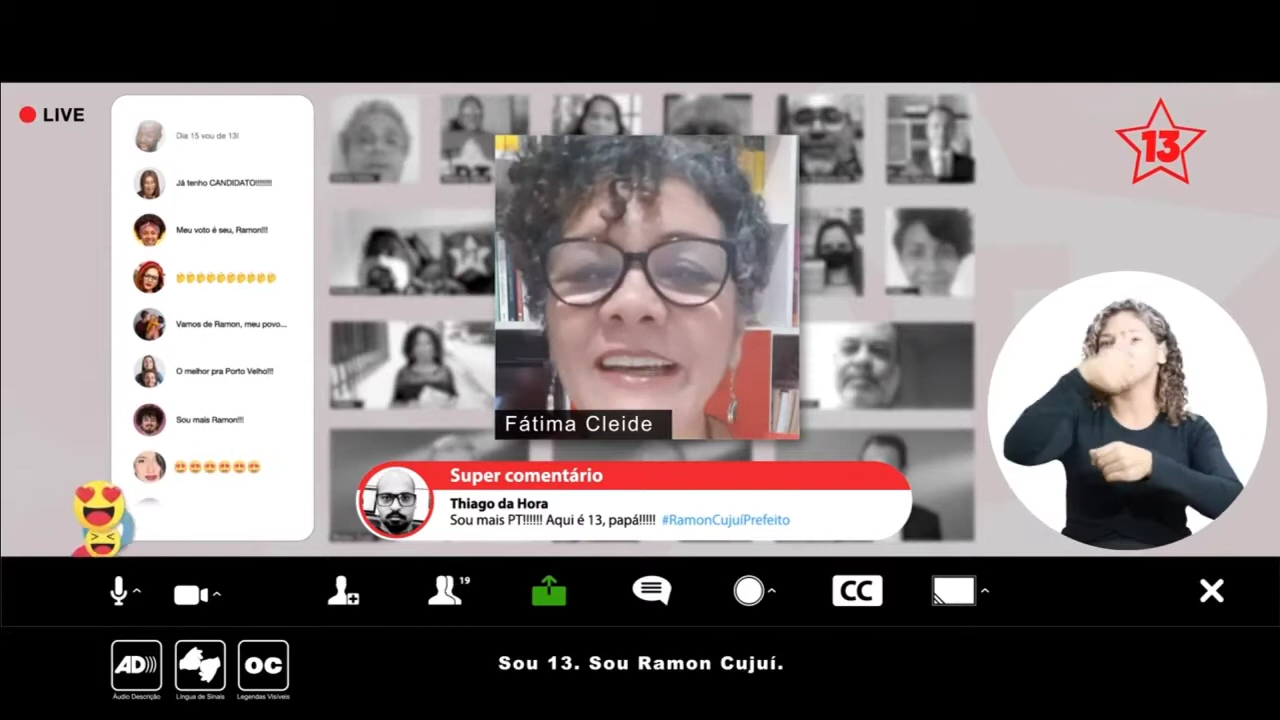 LIVE
Dia 15 vou de 13!
Já tenho CANDIDATO!!!!!!!!
Meu voto é seu, Ramon!!!
Vamos de Ramon, meu povo...
O melhor pra Porto Velho!!!
Sou mais Ramon!!!
13
Fátima Cleide
Super comentário
Thiago da Hora
Sou mais PT!!!!!! Aqui é 13, papá!!!!! #RamonCujuíPrefeito
19
CC
AD
OC
Áudio Descrição
Língua de Sinais
Legendas Visíveis
Sou 13. Sou Ramon Cujuí.